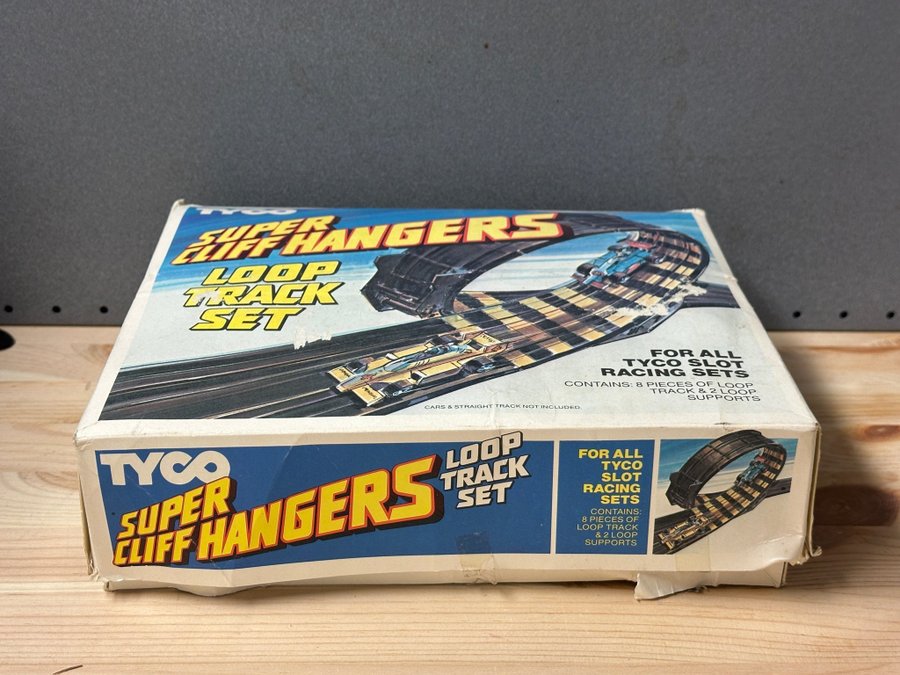 TYCO
SUPER
CLIFF HANGERS
LOOP
TRACK
SET
FOR ALL
TYCO SLOT
RACING SETS
CONTAINS: 8 PIECES OF LOOP
TRACK & 2 LOOP
SUPPORTS
CARS & STRAIGHT TRACK NOT INCLUDED.
TYCO
SUPER
CLIFF HANGERS
LOOP
TRACK
SET
FOR ALL
TYCO
SLOT
RACING
SETS
CONTAINS:
8 PIECES OF
LOOP TRACK
& 2 LOOP
SUPPORTS